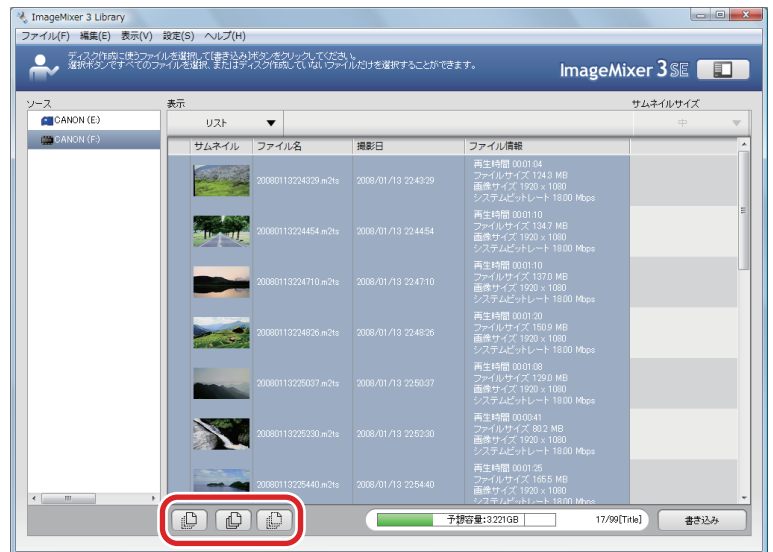 ImageMixer 3 Library
ファイル(F) 編集(E) 表示(V) 設定(S) ヘルプ(H)
ディスク作成に使うファイルを選択して[書き込み]ボタンをクリックしてください。
選択ボタンですべてのファイルを選択、またはディスク作成していないファイルだけを選択することができます。
ImageMixer 3 SE
ソース 表示 サムネイルサイズ
CANON (E:) リスト 中
CANON (F:)
サムネイル ファイル名 撮影日 ファイル情報
20080113224329.m2ts 2008/01/13 22:43:29
再生時間 00:01:04
ファイルサイズ 124.3 MB
画像サイズ 1920 x 1080
システムビットレート 18.00 Mbps
20080113224454.m2ts 2008/01/13 22:44:54
再生時間 00:01:10
ファイルサイズ 134.7 MB
画像サイズ 1920 x 1080
システムビットレート 18.00 Mbps
20080113224710.m2ts 2008/01/13 22:47:10
再生時間 00:01:10
ファイルサイズ 137.0 MB
画像サイズ 1920 x 1080
システムビットレート 18.00 Mbps
20080113224826.m2ts 2008/01/13 22:48:26
再生時間 00:01:20
ファイルサイズ 150.9 MB
画像サイズ 1920 x 1080
システムビットレート 18.00 Mbps
20080113225037.m2ts 2008/01/13 22:50:37
再生時間 00:01:08
ファイルサイズ 129.0 MB
画像サイズ 1920 x 1080
システムビットレート 18.00 Mbps
20080113225230.m2ts 2008/01/13 22:52:30
再生時間 00:00:41
ファイルサイズ 80.2 MB
画像サイズ 1920 x 1080
システムビットレート 18.00 Mbps
20080113225440.m2ts 2008/01/13 22:54:40
再生時間 00:01:25
ファイルサイズ 165.5 MB
画像サイズ 1920 x 1080
システムビットレート 18.00 Mbps
予想容量:3.221GB 17/99[Title] 書き込み